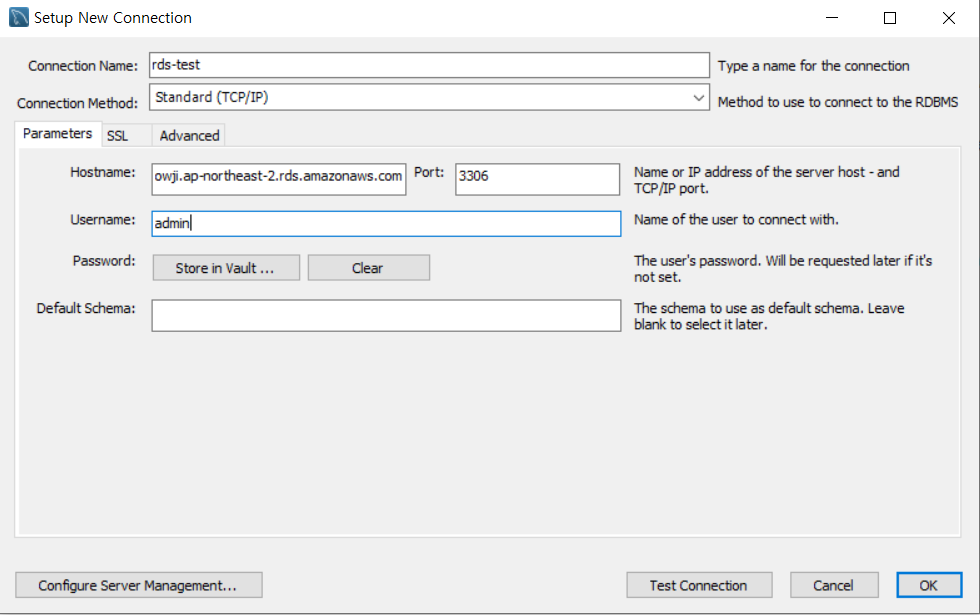 Setup New Connection
Connection Name: rds-test Type a name for the connection
Connection Method: Standard (TCP/IP) Method to use to connect to the RDBMS
Parameters SSL Advanced
Hostname: owji.ap-northeast-2.rds.amazonaws.com Port: 3306 Name or IP address of the server host - and
TCP/IP port.
Username: admin Name of the user to connect with.
Password: Store in Vault ... Clear The user's password. Will be requested later if it's
not set.
Default Schema: The schema to use as default schema. Leave
blank to select it later.
Configure Server Management... Test Connection Cancel OK